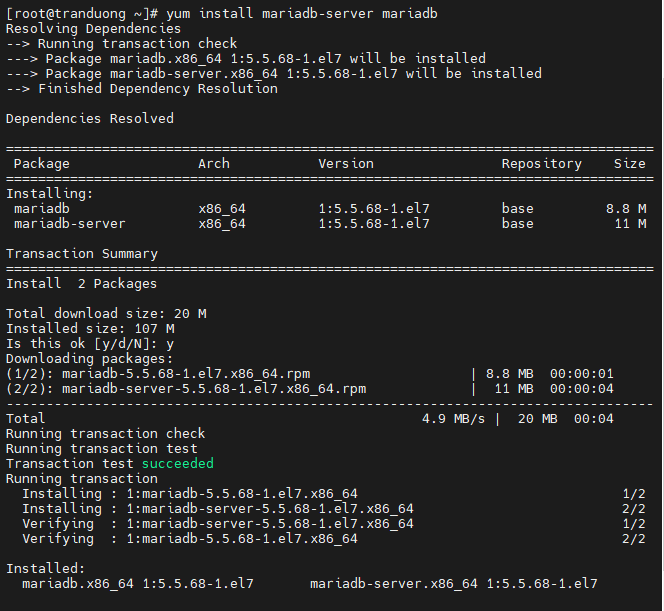 [root@tranduong ~]# yum install mariadb-server mariadb
Resolving Dependencies
--> Running transaction check
---> Package mariadb.x86_64 1:5.5.68-1.el7 will be installed
---> Package mariadb-server.x86_64 1:5.5.68-1.el7 will be installed
--> Finished Dependency Resolution

Dependencies Resolved

=================================================================================
 Package                Arch           Version                Repository    Size
=================================================================================
Installing:
 mariadb                x86_64         1:5.5.68-1.el7         base         8.8 M
 mariadb-server         x86_64         1:5.5.68-1.el7         base          11 M

Transaction Summary
=================================================================================
Install  2 Packages

Total download size: 20 M
Installed size: 107 M
Is this ok [y/d/N]: y
Downloading packages:
(1/2): mariadb-5.5.68-1.el7.x86_64.rpm                    | 8.8 MB  00:00:01
(2/2): mariadb-server-5.5.68-1.el7.x86_64.rpm             |  11 MB  00:00:04
---------------------------------------------------------------------------------
Total                                               4.9 MB/s |  20 MB  00:04
Running transaction check
Running transaction test
Transaction test succeeded
Running transaction
  Installing : 1:mariadb-5.5.68-1.el7.x86_64                                 1/2
  Installing : 1:mariadb-server-5.5.68-1.el7.x86_64                          2/2
  Verifying  : 1:mariadb-server-5.5.68-1.el7.x86_64                          1/2
  Verifying  : 1:mariadb-5.5.68-1.el7.x86_64                                 2/2

Installed:
  mariadb.x86_64 1:5.5.68-1.el7       mariadb-server.x86_64 1:5.5.68-1.el7